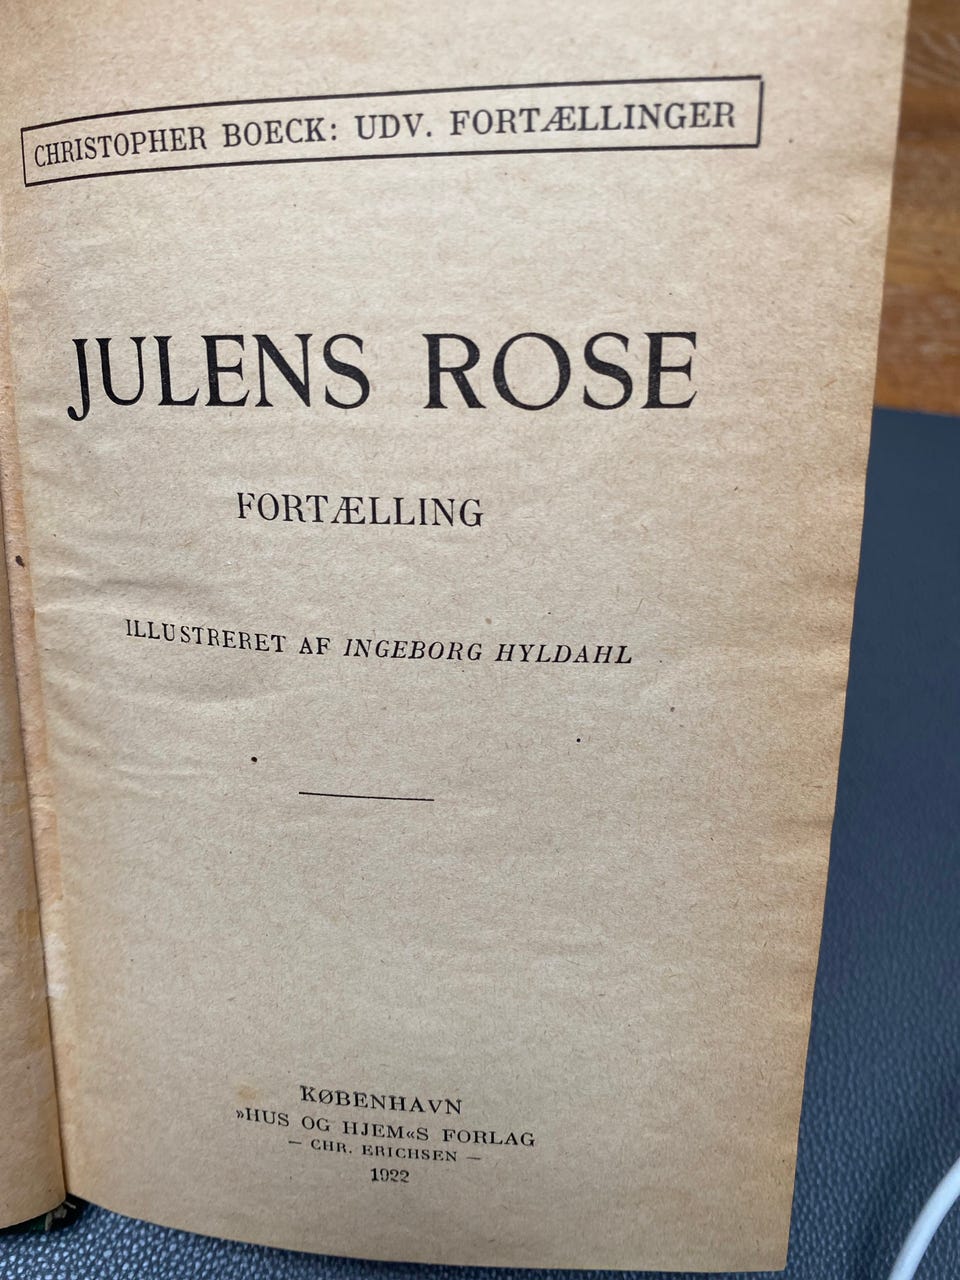 CHRISTOPHER BOECK: UDV. FORTÆLLINGER
JULENS ROSE
FORTÆLLING
ILLUSTRERET AF INGEBORG HYLDAHL
KØBENHAVN
»HUS OG HJEM«S FORLAG
— CHR. ERICHSEN —
1922